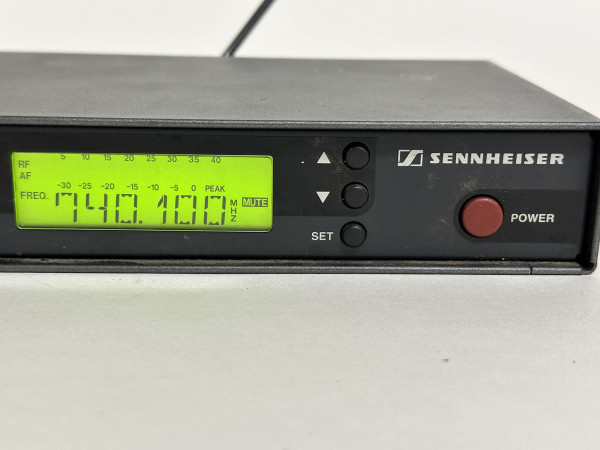 5 10 15 20 25 30 35 40
RF
AF
-30 -25 -20 -15 -10 -5 0 PEAK
FREQ. 740.100 MHZ MUTE
▲
▼
SET
SENNHEISER
POWER